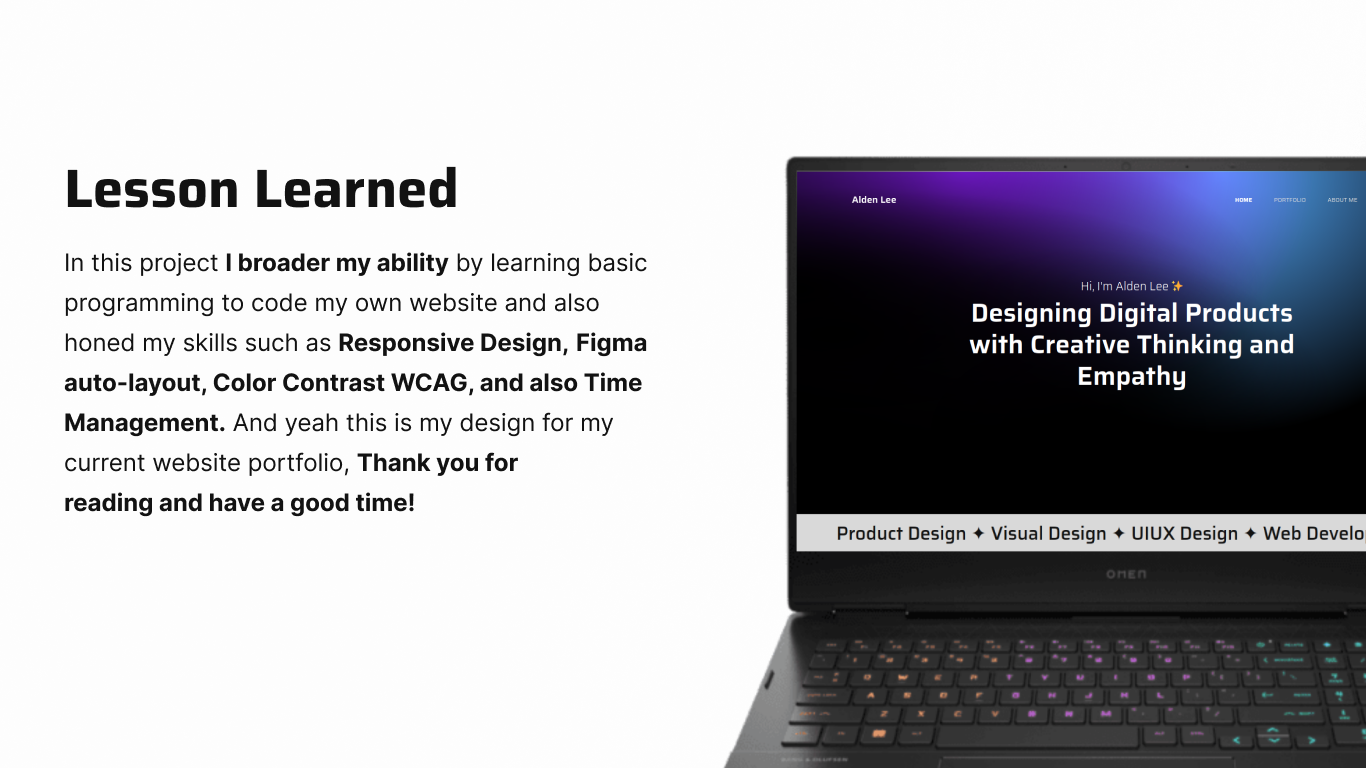 Lesson Learned
In this project I broader my ability by learning basic
programming to code my own website and also
honed my skills such as Responsive Design, Figma
auto-layout, Color Contrast WCAG, and also Time
Management. And yeah this is my design for my
current website portfolio, Thank you for
reading and have a good time!
Alden Lee
HOME PORTFOLIO ABOUT ME
Hi, I'm Alden Lee ✨
Designing Digital Products
with Creative Thinking and
Empathy
Product Design ✦ Visual Design ✦ UIUX Design ✦ Web Develop
OMEN